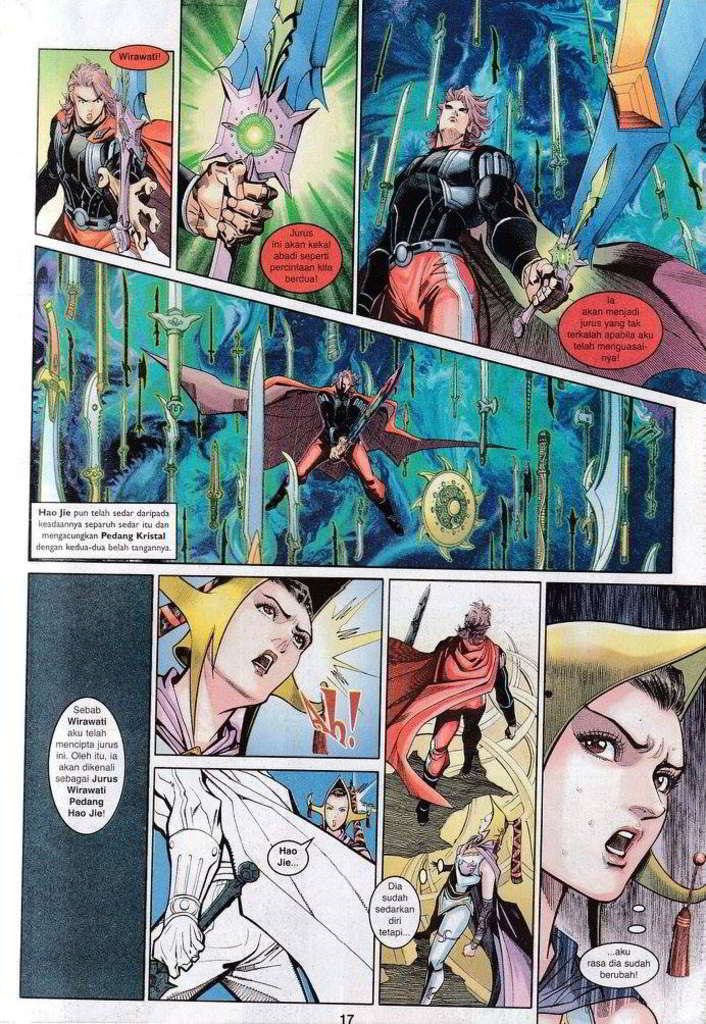 Wirawati!
Jurus
ini akan kekal
abadi seperti
percintaan kita
berdua!
Ia
akan menjadi
jurus yang tak
terkalah apabila aku
telah menguasai-
nya!
Hao Jie pun telah sedar daripada
keadaannya separuh sedar itu dan
mengacungkan Pedang Kristal
dengan kedua-dua belah tangannya.
Sebab
Wirawati
aku telah
mencipta jurus
ini. Oleh itu, ia
akan dikenali
sebagai Jurus
Wirawati
Pedang
Hao Jie!
Hao
Jie...
Dia
sudah
sedarkan
diri
tetapi...
...aku
rasa dia sudah
berubah!
17